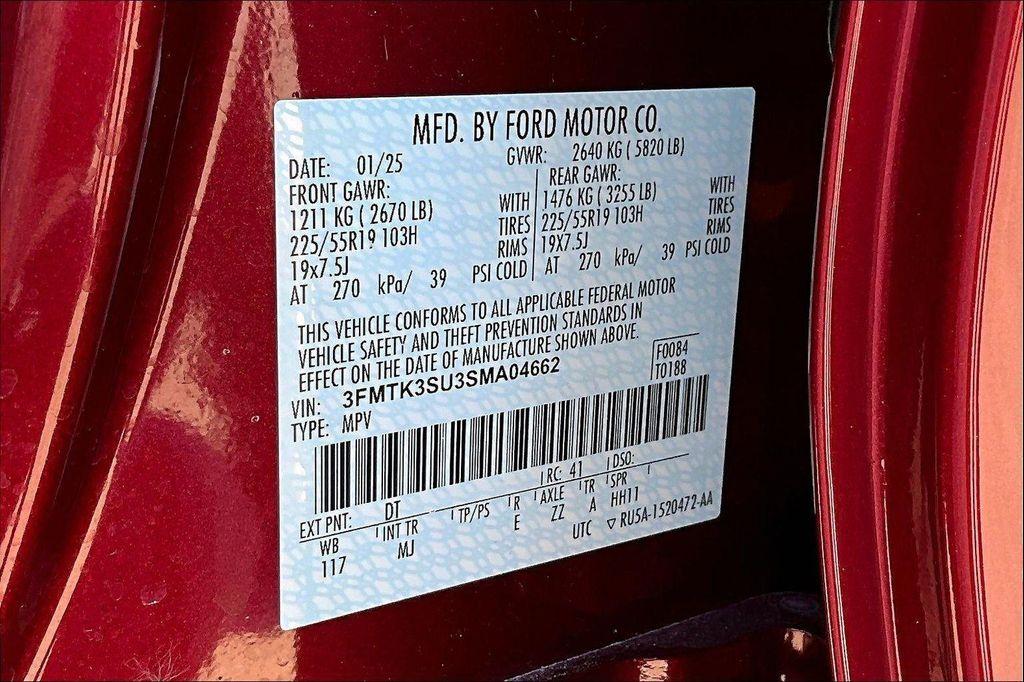 MFD. BY FORD MOTOR CO.
DATE: 01/25 GVWR: 2640 KG ( 5820 LB)
FRONT GAWR: REAR GAWR:
1211 KG ( 2670 LB) WITH 1476 KG ( 3255 LB) WITH
225/55R19 103H TIRES 225/55R19 103H TIRES
19x7.5J RIMS 19X7.5J RIMS
AT 270 kPa/ 39 PSI COLD AT 270 kPa/ 39 PSI COLD
THIS VEHICLE CONFORMS TO ALL APPLICABLE FEDERAL MOTOR
VEHICLE SAFETY AND THEFT PREVENTION STANDARDS IN
EFFECT ON THE DATE OF MANUFACTURE SHOWN ABOVE.
VIN: 3FMTK3SU3SMA04662 F0084
TYPE: MPV T0188
EXT PNT: DT RC: 41 DSO:
WB INT TR TP/PS R AXLE TR SPR
117 MJ E ZZ A HH11
UTC ▽ RU5A-1520472-AA